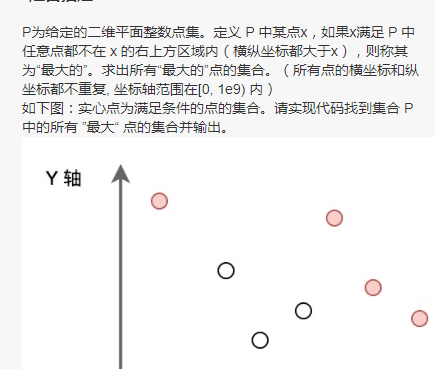 P为给定的二维平面整数点集。定义 P 中某点x，如果x满足 P 中
任意点都不在 x 的右上方区域内（横纵坐标都大于x），则称其
为“最大的”。求出所有“最大的”点的集合。（所有点的横坐标和纵
坐标都不重复, 坐标轴范围在[0, 1e9) 内）
如下图：实心点为满足条件的点的集合。请实现代码找到集合 P
中的所有 ”最大“ 点的集合并输出。
Y 轴